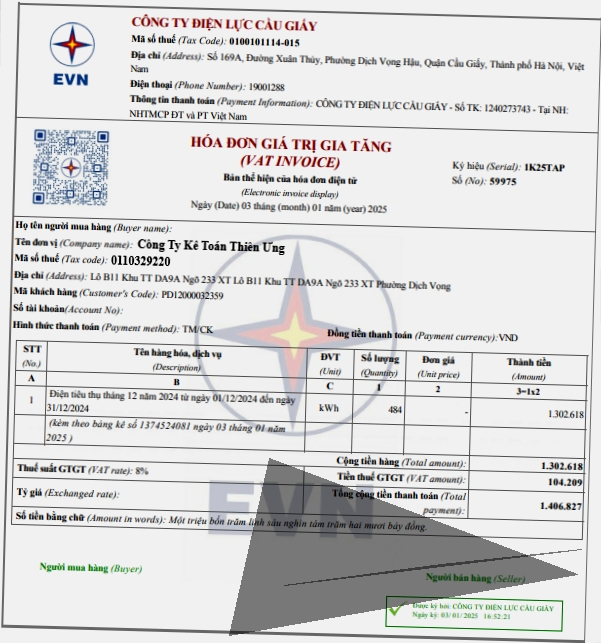 CÔNG TY ĐIỆN LỰC CẦU GIẤY
Mã số thuế (Tax Code): 0100101114-015
Địa chỉ (Address): Số 169A, Đường Xuân Thủy, Phường Dịch Vọng Hậu, Quận Cầu Giấy, Thành phố Hà Nội, Việt
Nam
Điện thoại (Phone Number): 19001288
Thông tin thanh toán (Payment Information): CÔNG TY ĐIỆN LỰC CẦU GIẤY - Số TK: 1240273743 - Tại NH:
NHTMCP ĐT và PT Việt Nam
EVN
HÓA ĐƠN GIÁ TRỊ GIA TĂNG
(VAT INVOICE)
Bản thể hiện của hóa đơn điện tử
(Electronic invoice display)
Ngày (Date) 03 tháng (month) 01 năm (year) 2025
Ký hiệu (Serial): 1K25TAP
Số (No): 59975
Họ tên người mua hàng (Buyer name):
Tên đơn vị (Company name): Công Ty Kế Toán Thiên Ưng
Mã số thuế (Tax code): 0110329220
Địa chỉ (Address): Lô B11 Khu TT DA9A Ngõ 233 XT Lô B11 Khu TT DA9A Ngõ 233 XT Phường Dịch Vọng
Mã khách hàng (Customer's Code): PD12000032359
Số tài khoản(Account No):
Hình thức thanh toán (Payment method): TM/CK
Đồng tiền thanh toán (Payment currency):VND
STT (No.) Tên hàng hóa, dịch vụ (Description) ĐVT (Unit) Số lượng (Quantity) Đơn giá (Unit price) Thành tiền (Amount)
A B C 1 2 3=1x2
1 Điện tiêu thụ tháng 12 năm 2024 từ ngày 01/12/2024 đến ngày kWh 484 - 1.302.618
31/12/2024
(kèm theo bảng kê số 1374524081 ngày 03 tháng 01 năm
2025 )
Cộng tiền hàng (Total amount): 1.302.618
Thuế suất GTGT (VAT rate): 8% Tiền thuế GTGT (VAT amount): 104.209
Tỷ giá (Exchanged rate): Tổng cộng tiền thanh toán (Total
payment): 1.406.827
Số tiền bằng chữ (Amount in words): Một triệu bốn trăm linh sáu nghìn tám trăm hai mươi bảy đồng.
EVN
Người mua hàng (Buyer) Người bán hàng (Seller)
Được ký bởi: CÔNG TY ĐIỆN LỰC CẦU GIẤY
Ngày ký: 03/01/2025 16:52:21